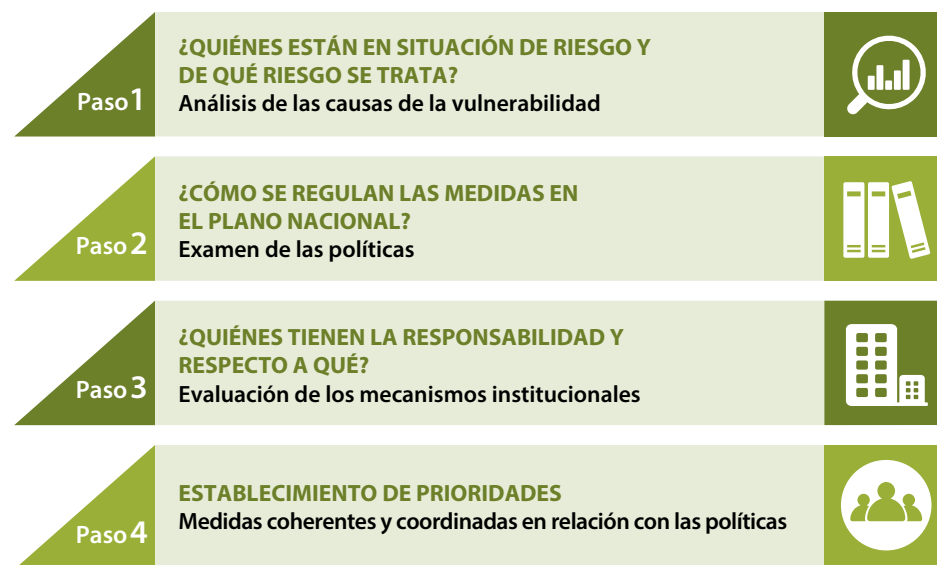 ¿QUIÉNES ESTÁN EN SITUACIÓN DE RIESGO Y
DE QUÉ RIESGO SE TRATA?
Paso 1
Análisis de las causas de la vulnerabilidad
¿CÓMO SE REGULAN LAS MEDIDAS EN
EL PLANO NACIONAL?
Paso 2
Examen de las políticas
¿QUIÉNES TIENEN LA RESPONSABILIDAD Y
RESPECTO A QUÉ?
Paso 3
Evaluación de los mecanismos institucionales
ESTABLECIMIENTO DE PRIORIDADES
Paso 4
Medidas coherentes y coordinadas en relación con las políticas